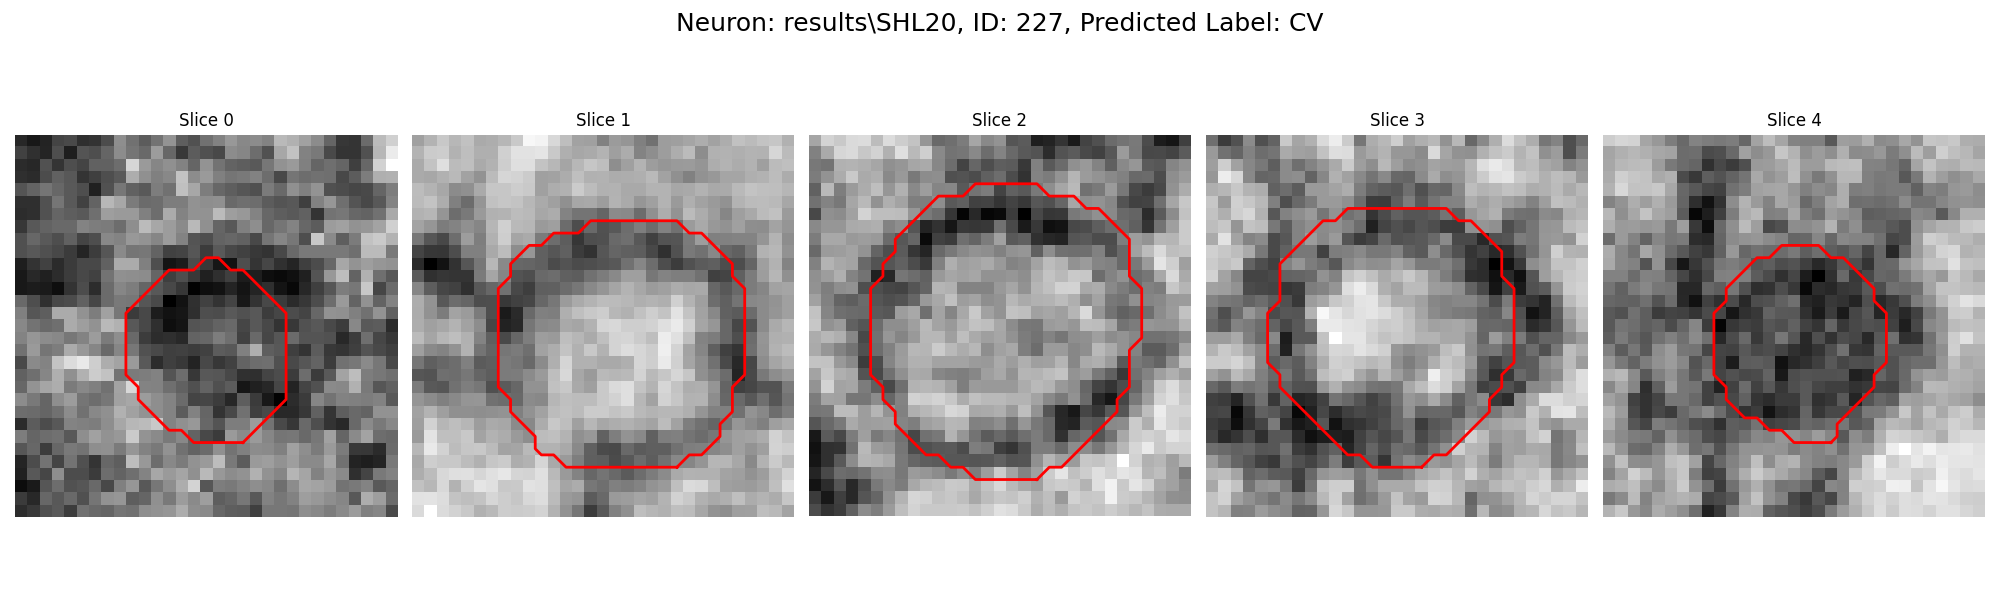 Neuron: results\SHL20, ID: 227, Predicted Label: CV
Slice 0
Slice 1
Slice 2
Slice 3
Slice 4